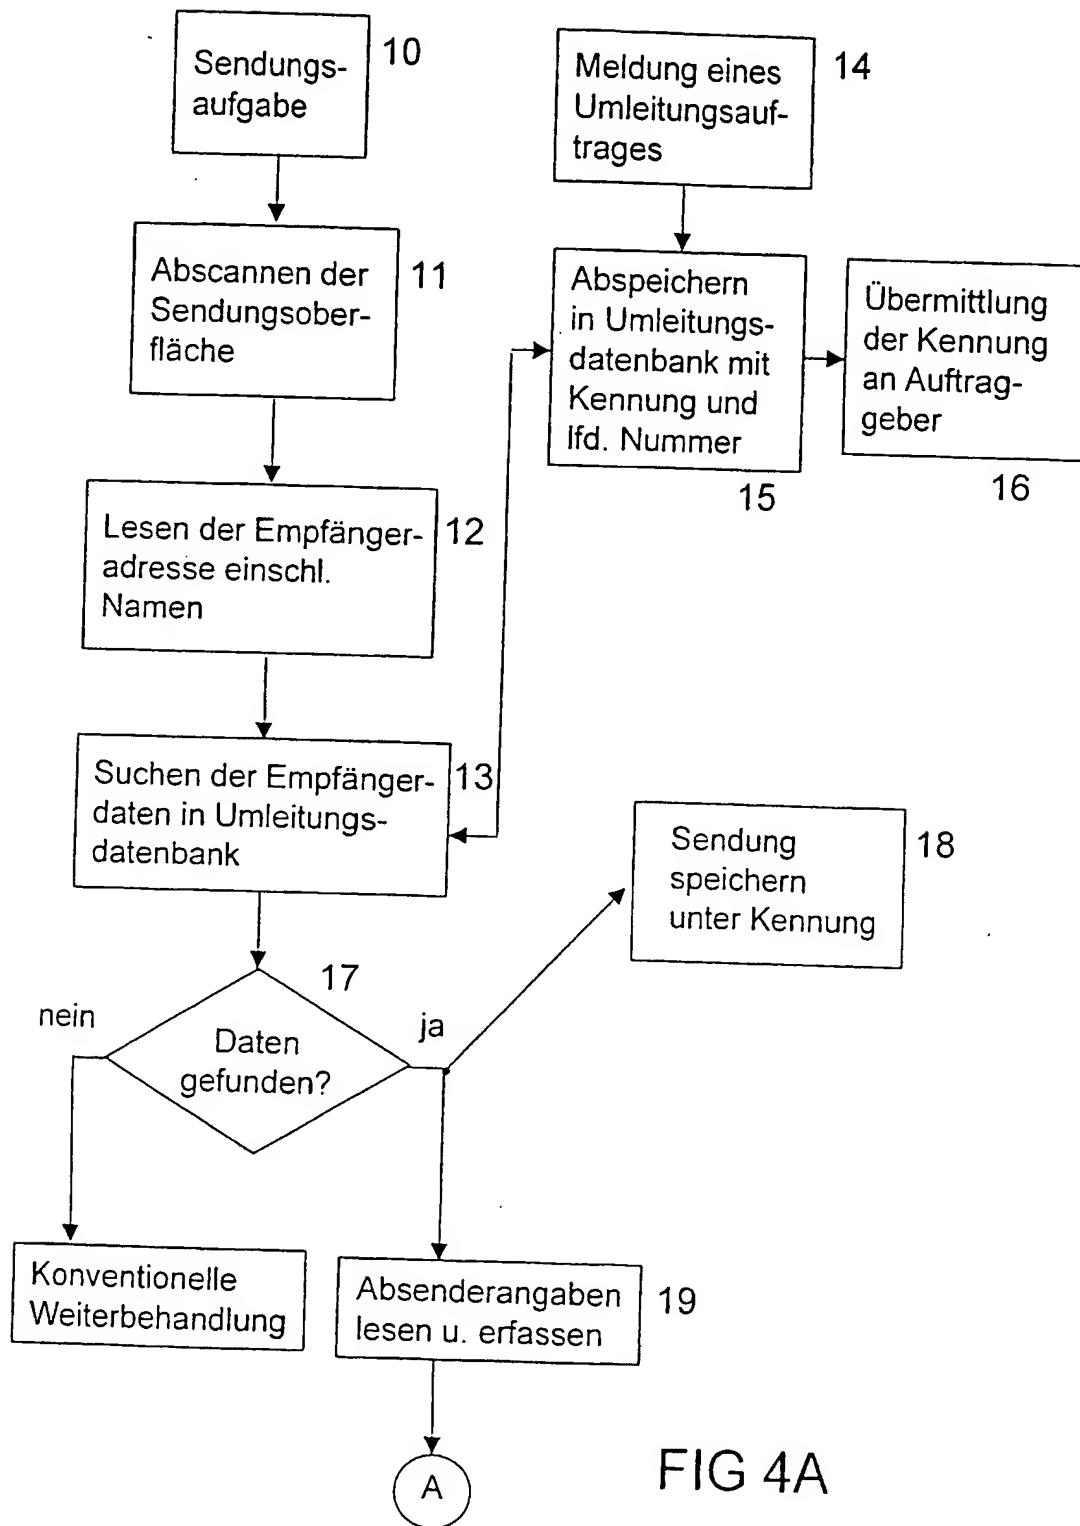 Sendungs-
aufgabe
10
Meldung eines
Umleitungsauf-
trages
14
Abscannen der
Sendungsober-
fläche
11
Abspeichern
in Umleitungs-
datenbank mit
Kennung und
lfd. Nummer
15
Übermittlung
der Kennung
an Auftrag-
geber
16
Lesen der Empfänger-
adresse einschl.
Namen
12
Suchen der Empfänger-
daten in Umleitungs-
datenbank
13
Sendung
speichern
unter Kennung
18
17
nein
ja
Daten
gefunden?
Konventionelle
Weiterbehandlung
Absenderangaben
lesen u. erfassen
19
A
FIG 4A